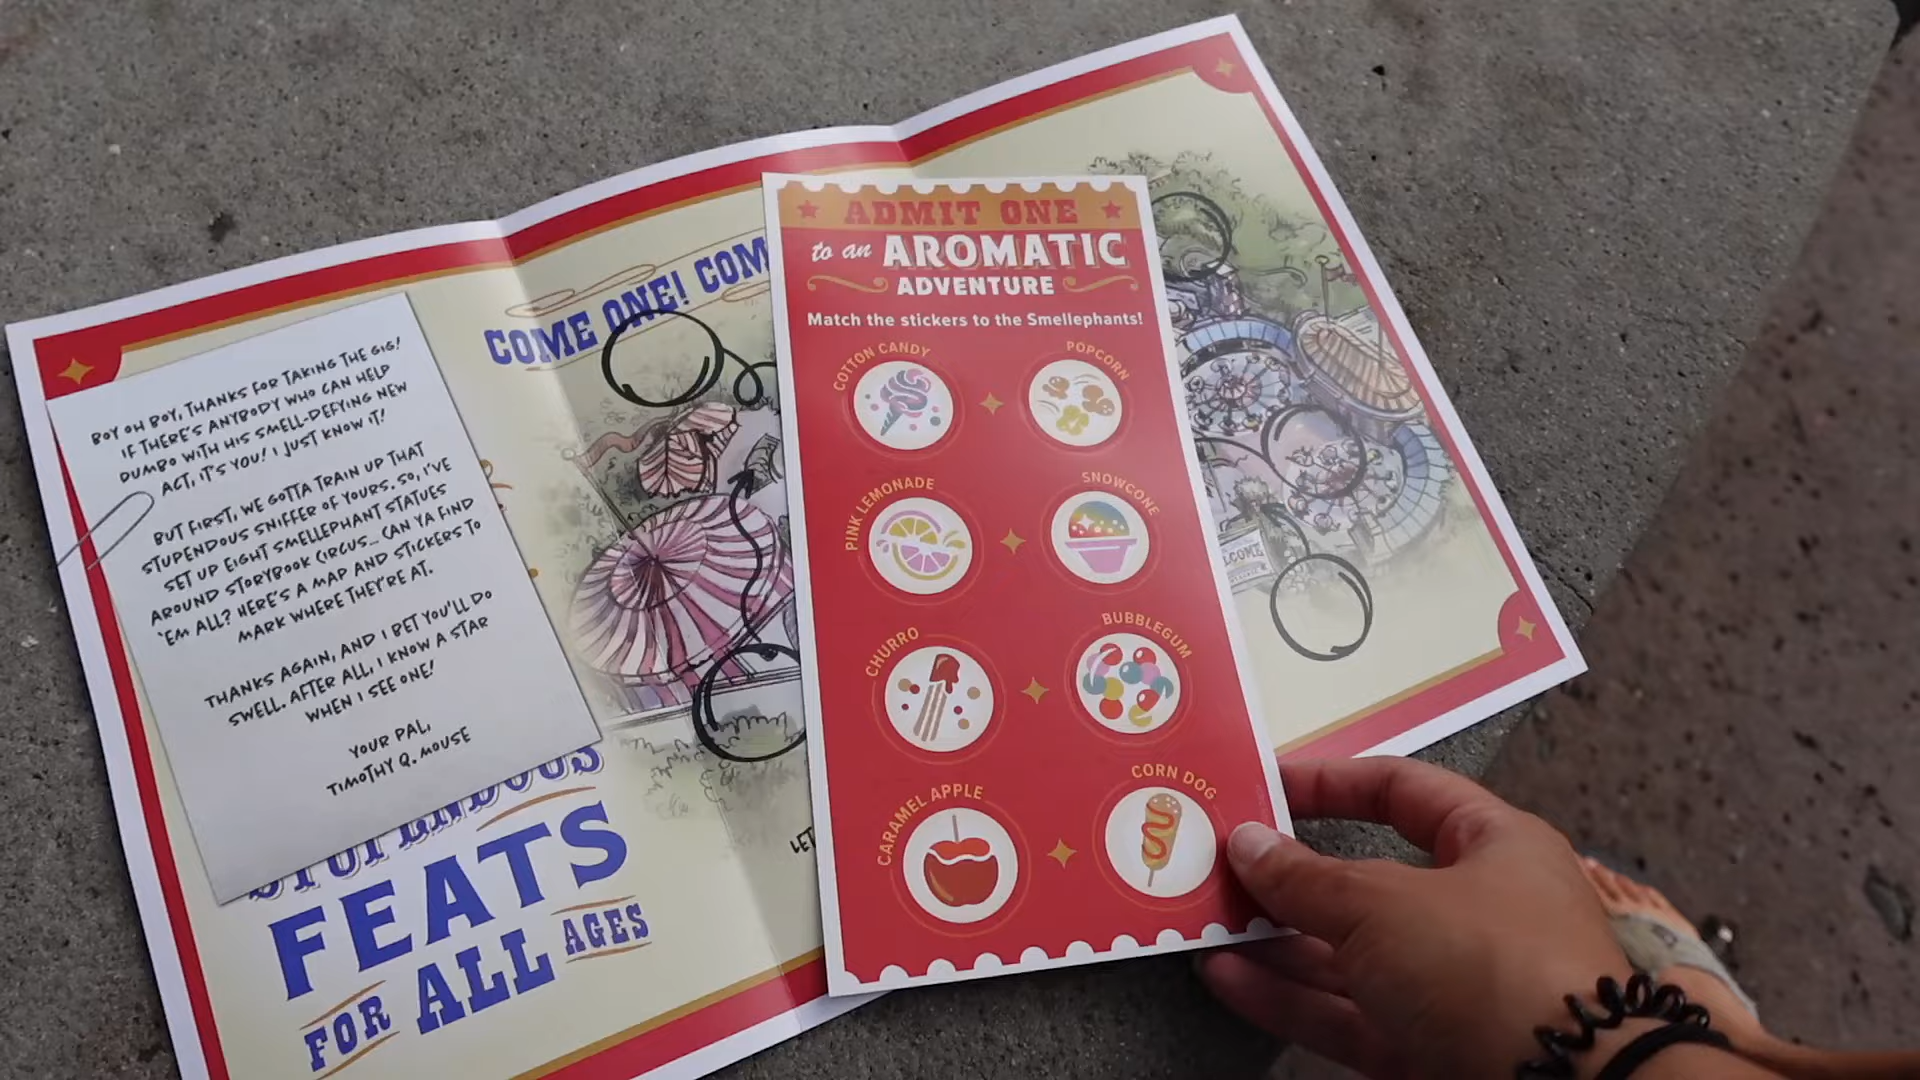 BOY OH BOY, THANKS FOR TAKING THE GIG!
IF THERE'S ANYBODY WHO CAN HELP
DUMBO WITH HIS SMELL-DEFYING NEW
ACT, IT'S YOU! I JUST KNOW IT!
BUT FIRST, WE GOTTA TRAIN UP THAT
STUPENDOUS SNIFFER OF YOURS. SO, I'VE
SET UP EIGHT SMELLEPHANT STATUES
AROUND STORYBOOK CIRCUS... CAN YA FIND
'EM ALL? HERE'S A MAP AND STICKERS TO
MARK WHERE THEY'RE AT.
THANKS AGAIN, AND I BET YOU'LL DO
SWELL. AFTER ALL, I KNOW A STAR
WHEN I SEE ONE!
YOUR PAL,
TIMOTHY Q. MOUSE
COME ONE! COM
STUPENDOUS
FEATS
FOR ALL AGES
LET
ADMIT ONE
to an AROMATIC
ADVENTURE
Match the stickers to the Smellephants!
COTTON CANDY
POPCORN
PINK LEMONADE
SNOWCONE
CHURRO
BUBBLEGUM
CARAMEL APPLE
CORN DOG
LCOME